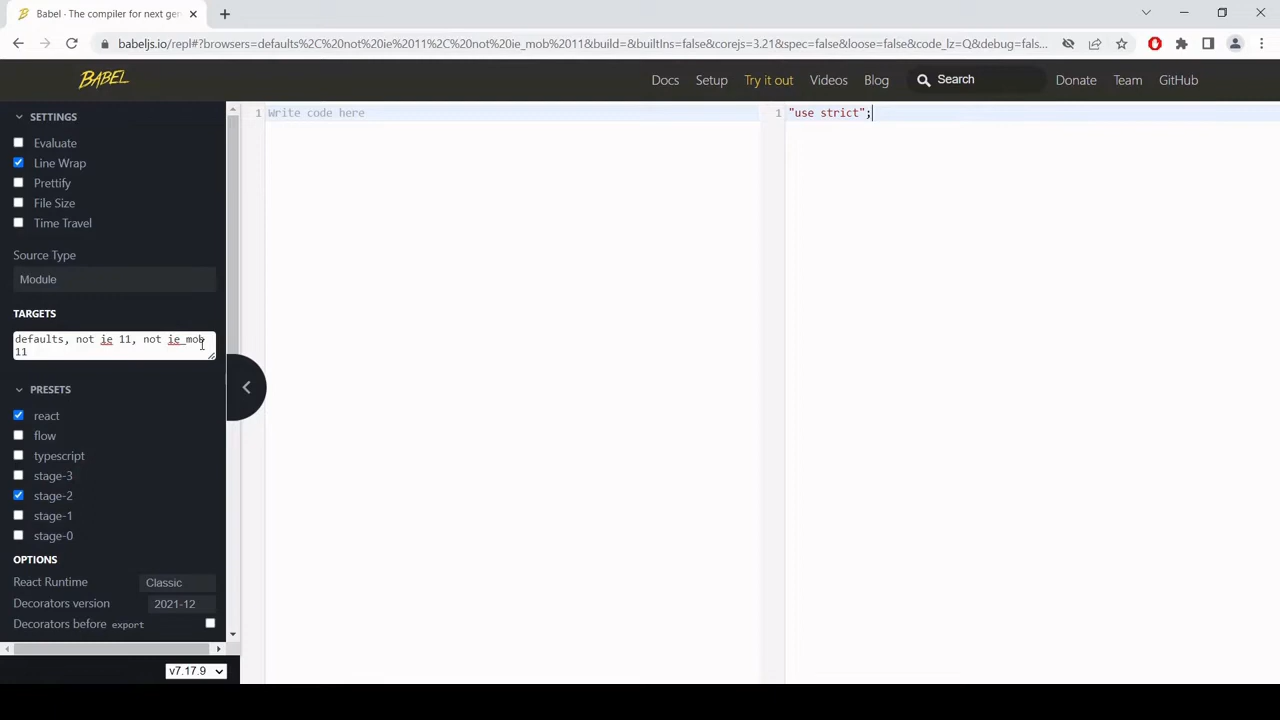 Babel - The compiler for next gen
babeljs.io/repl#?browsers=defaults%2C%20not%20ie%2011%2C%20not%20ie_mob%2011&build=&builtIns=false&corejs=3.21&spec=false&loose=false&code_lz=Q&debug=fals...
BABEL
Docs
Setup
Try it out
Videos
Blog
Search
Donate
Team
GitHub
SETTINGS
Evaluate
Line Wrap
Prettify
File Size
Time Travel
Source Type
Module
TARGETS
defaults, not ie 11, not ie_mob
11
PRESETS
react
flow
typescript
stage-3
stage-2
stage-1
stage-0
OPTIONS
React Runtime Classic
Decorators version 2021-12
Decorators before export
v7.17.9
1 Write code here
1 "use strict";